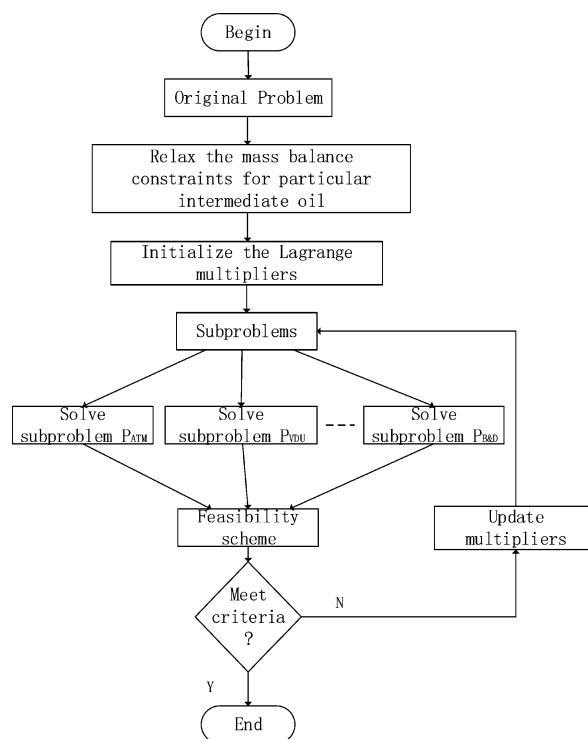 Begin
Original Problem
Relax the mass balance
constraints for particular
intermediate oil
Initialize the Lagrange
multipliers
Subproblems
Solve
subproblem PATM
Solve
subproblem PVDU
Solve
subproblem PB&D
Feasibility
scheme
Update
multipliers
Meet
criteria
?
N
Y
End